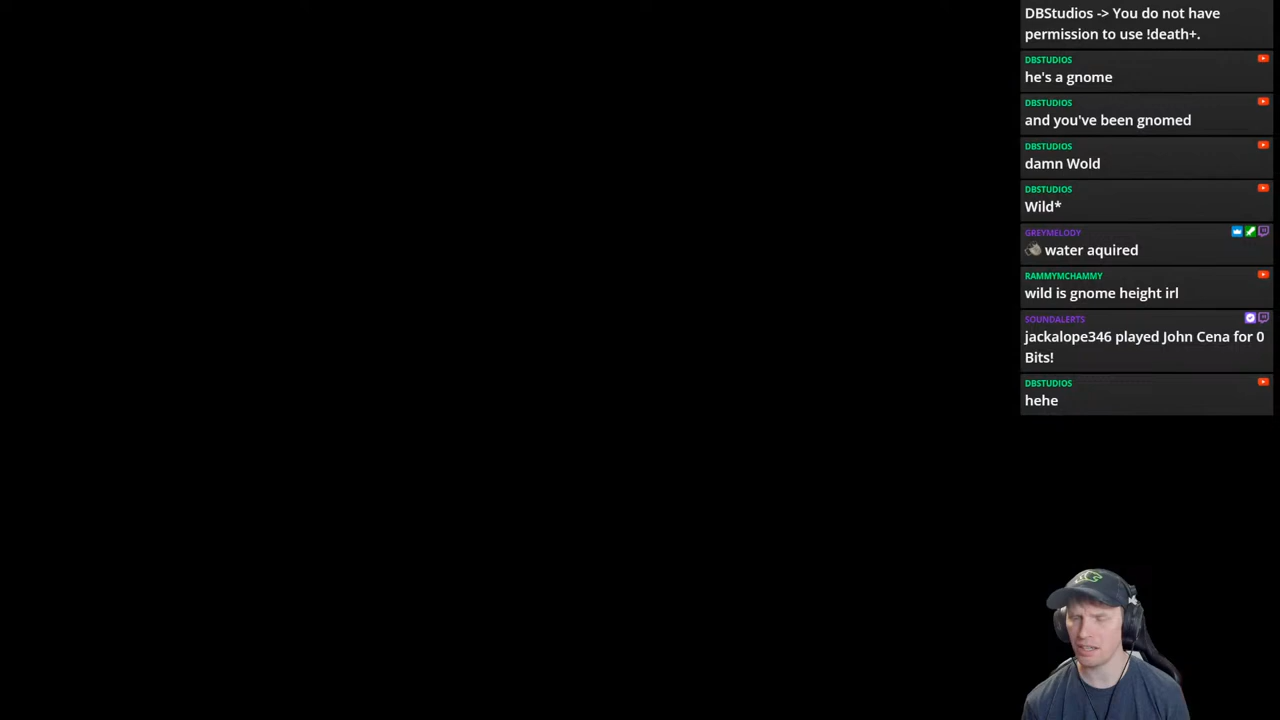 DBStudios -> You do not have
permission to use !death+.
DBSTUDIOS
he's a gnome
DBSTUDIOS
and you've been gnomed
DBSTUDIOS
damn Wold
DBSTUDIOS
Wild*
GREYMELODY
water aquired
RAMMYMCHAMMY
wild is gnome height irl
SOUNDALERTS
jackalope346 played John Cena for 0
Bits!
DBSTUDIOS
hehe